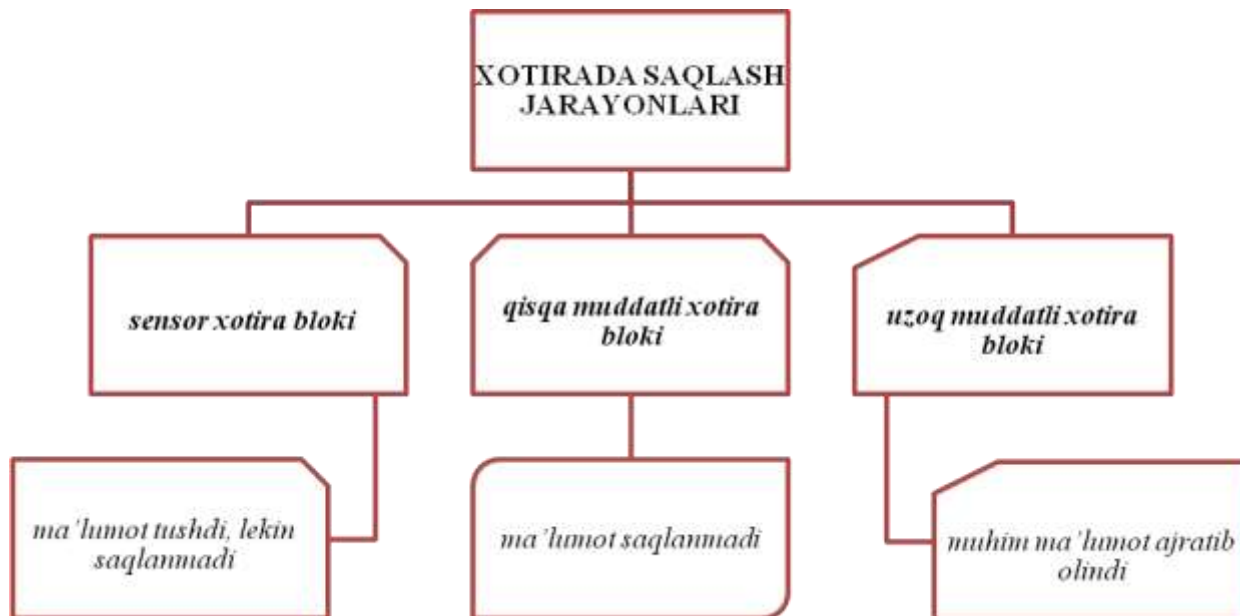 XOTIRADA SAQLASH
JARAYONLARI
sensor xotira bloki
qisqa muddatli xotira
bloki
uzoq muddatli xotira
bloki
ma'lumot tushdi, lekin
saqlanmadi
ma'lumot saqlanmadi
muhim ma'lumot ajratib
olindi